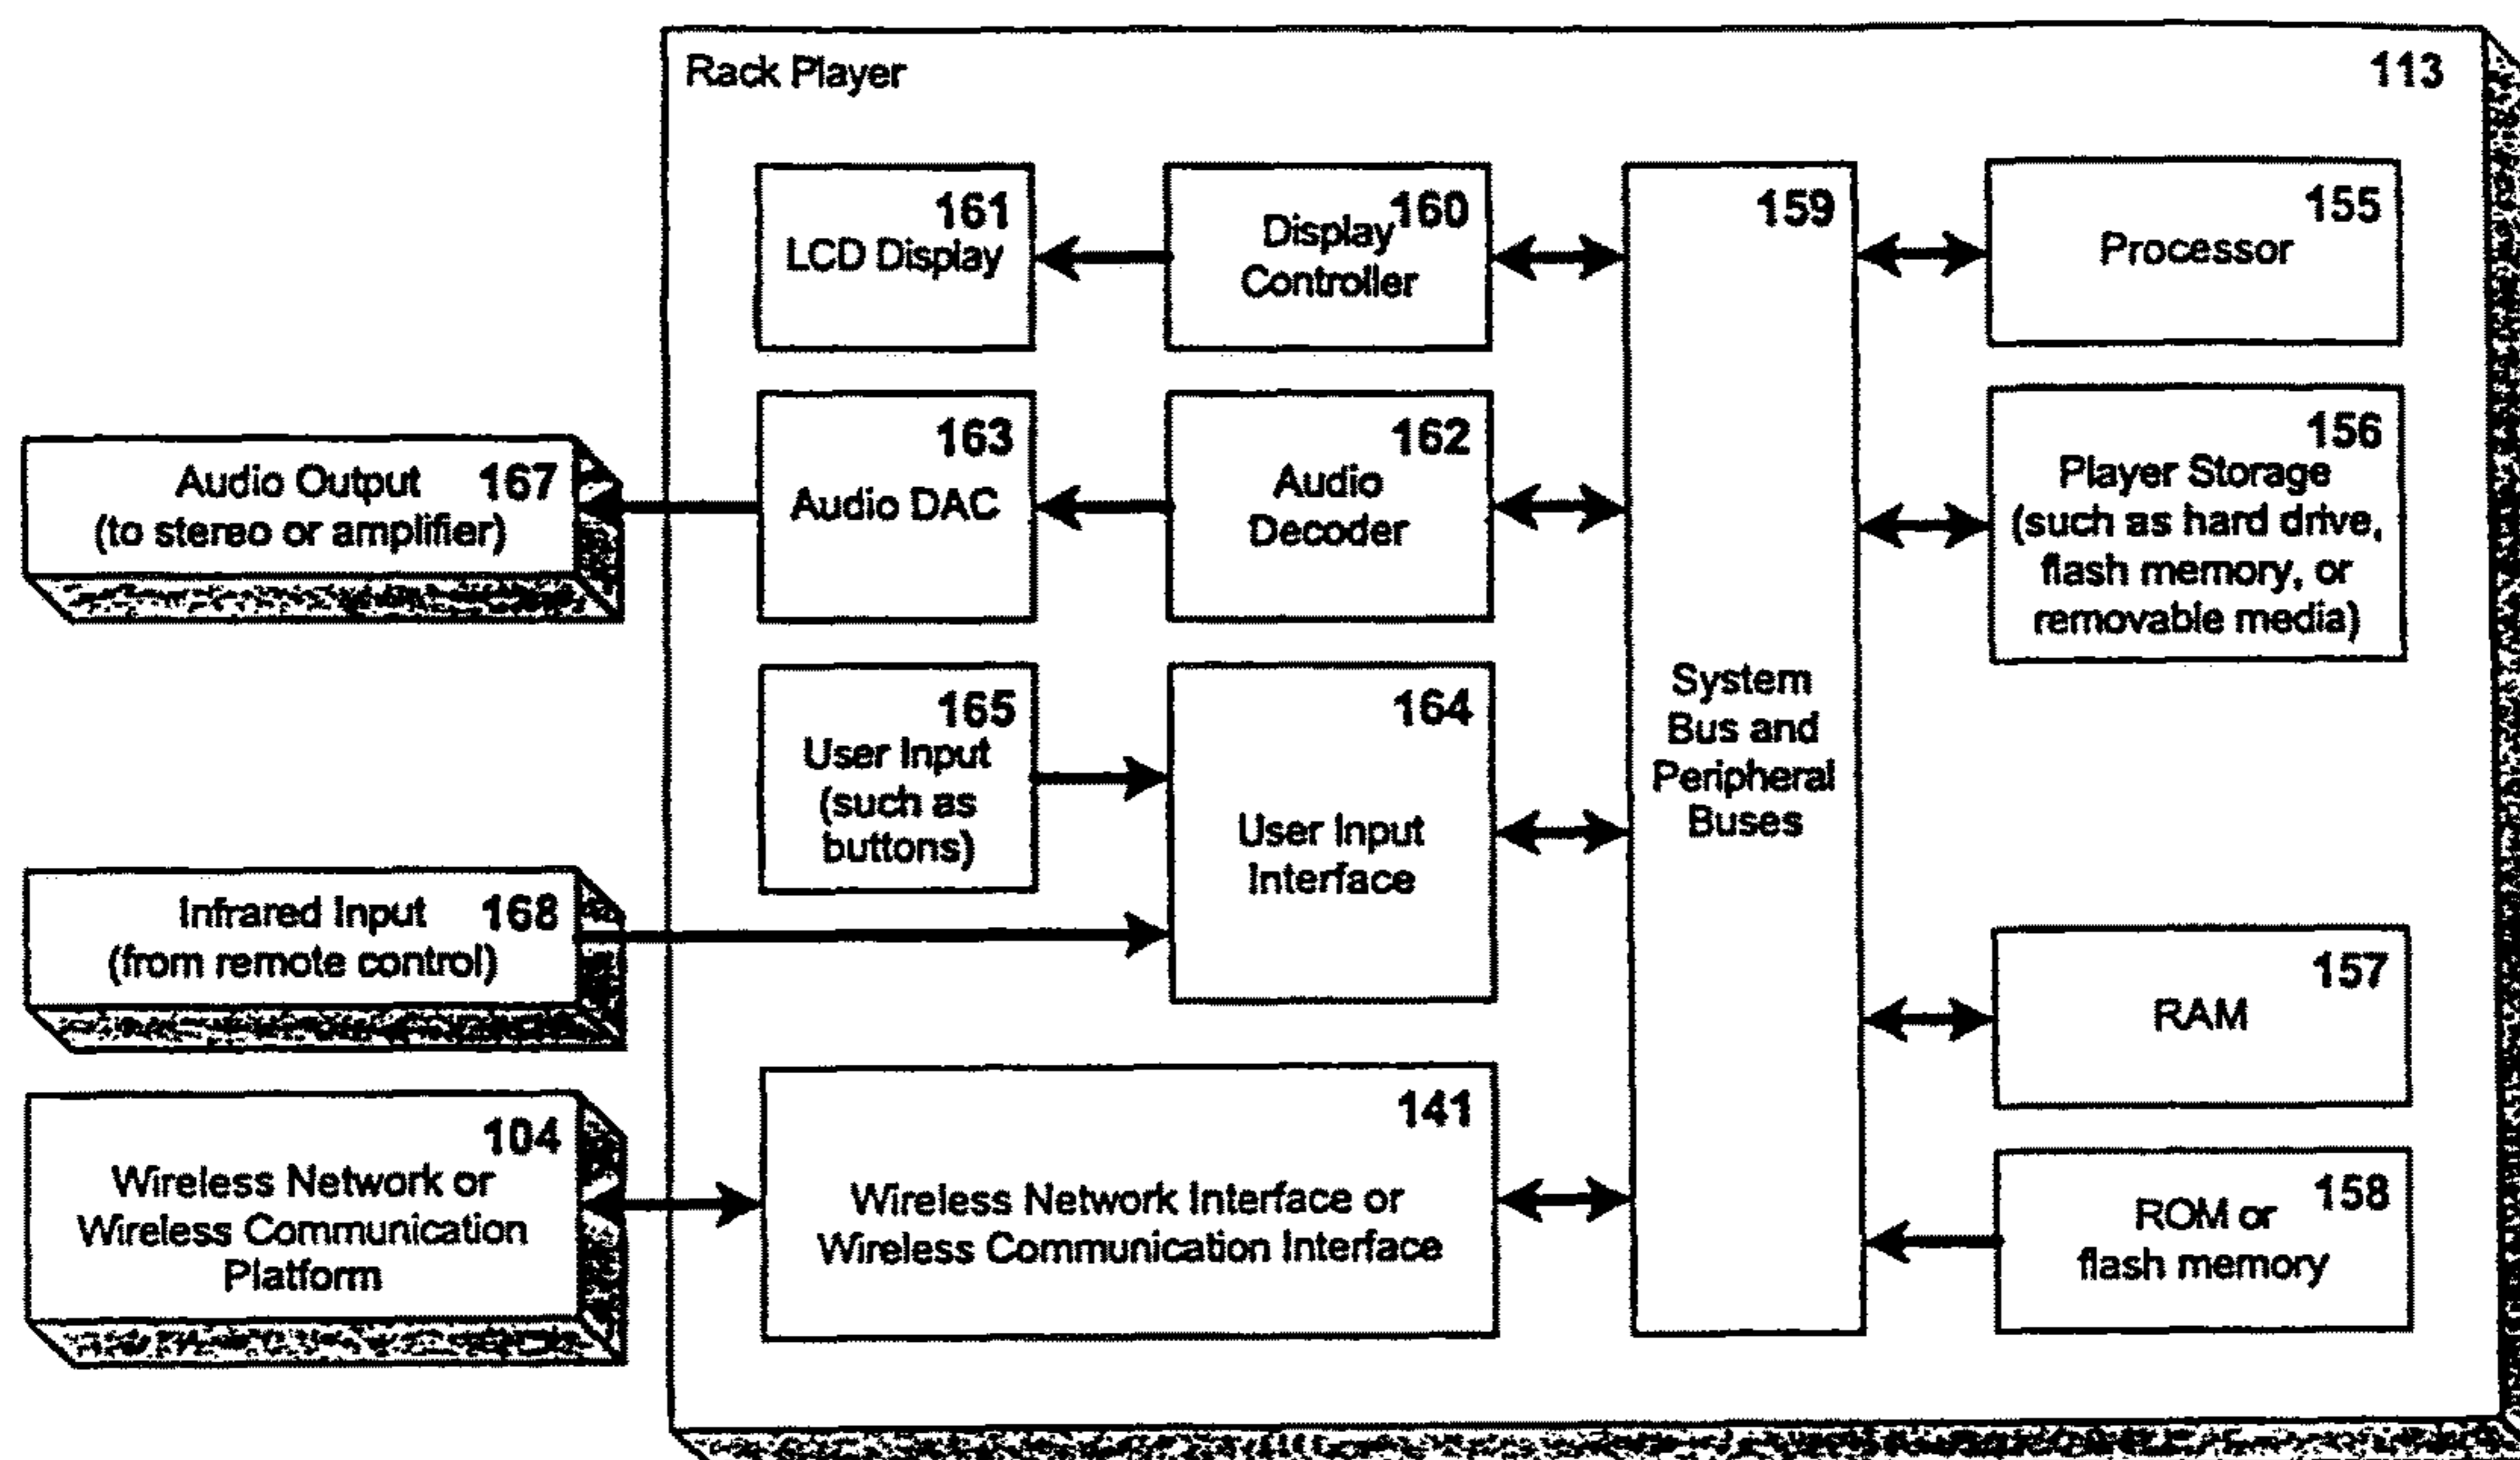 Rack Player
113
161
LCD Display
160
Display
Controller
159
System
Bus and
Peripheral
Buses
155
Processor
163
Audio DAC
162
Audio
Decoder
156
Player Storage
(such as hard drive,
flash memory, or
removable media)
Audio Output
167
(to stereo or amplifier)
165
User Input
(such as
buttons)
164
User Input
Interface
Infrared Input
168
(from remote control)
157
RAM
104
Wireless Network or
Wireless Communication
Platform
141
Wireless Network Interface or
Wireless Communication Interface
158
ROM or
flash memory